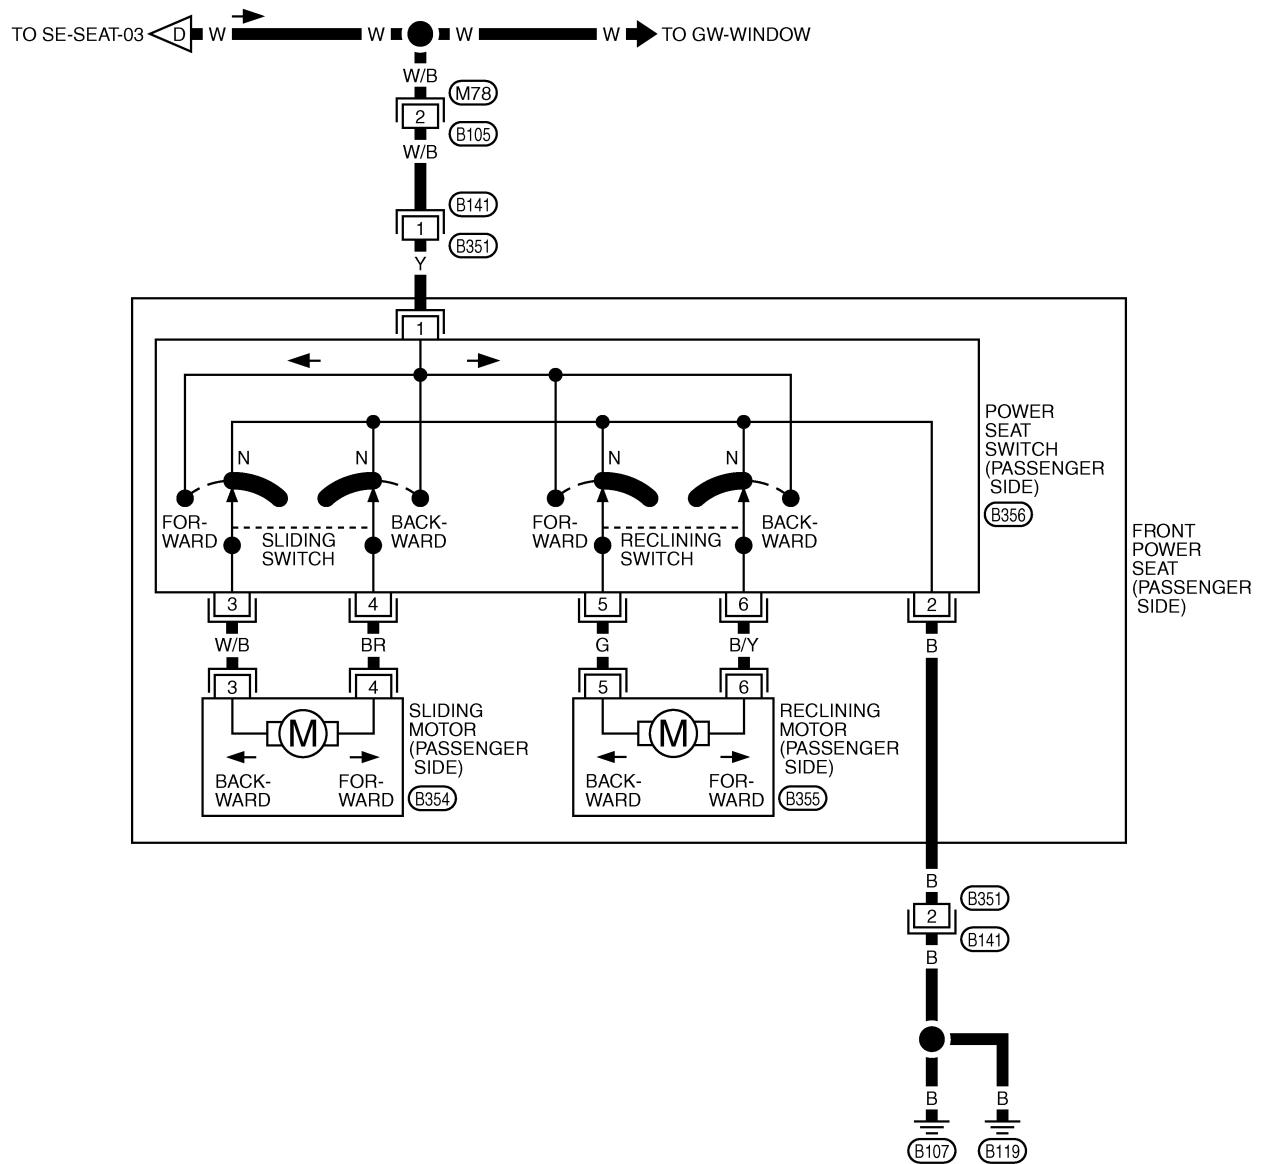 TO SE-SEAT-03 D W W W W TO GW-WINDOW
W/B
M78
2
B105
W/B
B141
1
B351
Y
1
POWER
SEAT
SWITCH
(PASSENGER
SIDE)
B356
N N N N
FOR-
WARD
SLIDING
SWITCH
BACK-
WARD
FOR-
WARD
RECLINING
SWITCH
BACK-
WARD
FRONT
POWER
SEAT
(PASSENGER
SIDE)
3 4 5 6 2
W/B BR G B/Y B
3 4 5 6
M
SLIDING
MOTOR
(PASSENGER
SIDE)
B354
BACK-
WARD
FOR-
WARD
M
RECLINING
MOTOR
(PASSENGER
SIDE)
B355
BACK-
WARD
FOR-
WARD
B
B351
2
B141
B
B B
B107 B119